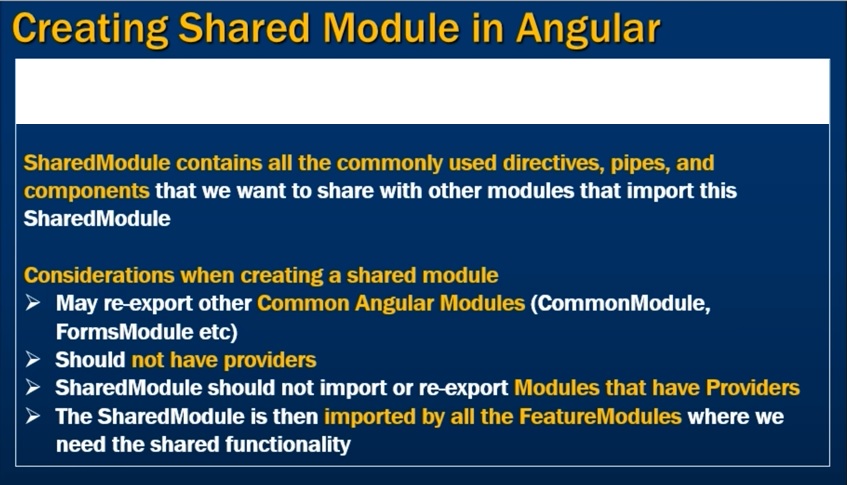 Creating Shared Module in Angular
SharedModule contains all the commonly used directives, pipes, and
components that we want to share with other modules that import this
SharedModule
Considerations when creating a shared module
➢ May re-export other Common Angular Modules (CommonModule,
FormsModule etc)
➢ Should not have providers
➢ SharedModule should not import or re-export Modules that have Providers
➢ The SharedModule is then imported by all the FeatureModules where we
need the shared functionality